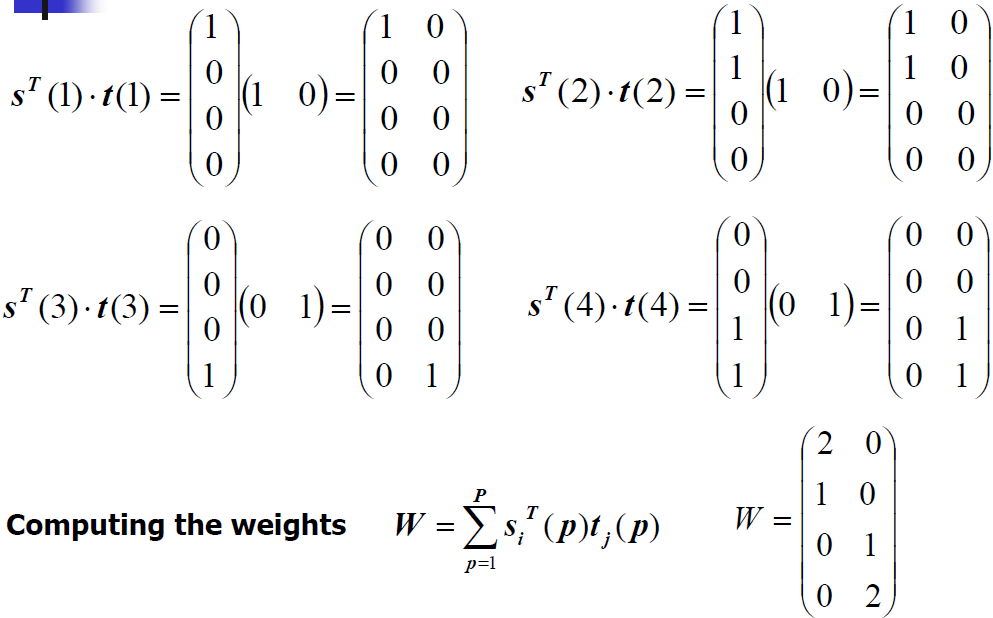 s^T (1) · t(1) = (1 0 0 0) (1 0) = (1 0 0 0 0 0 0 0)
s^T (2) · t(2) = (1 1 0 0) (1 0) = (1 0 1 0 0 0 0 0)
s^T (3) · t(3) = (0 0 0 1) (0 1) = (0 0 0 0 0 0 0 1)
s^T (4) · t(4) = (0 0 1 1) (0 1) = (0 0 0 0 0 1 0 1)
Computing the weights W = ∑_{p=1}^{P} s_i^T (p) t_j (p) W = (2 0 1 0 0 1 0 2)